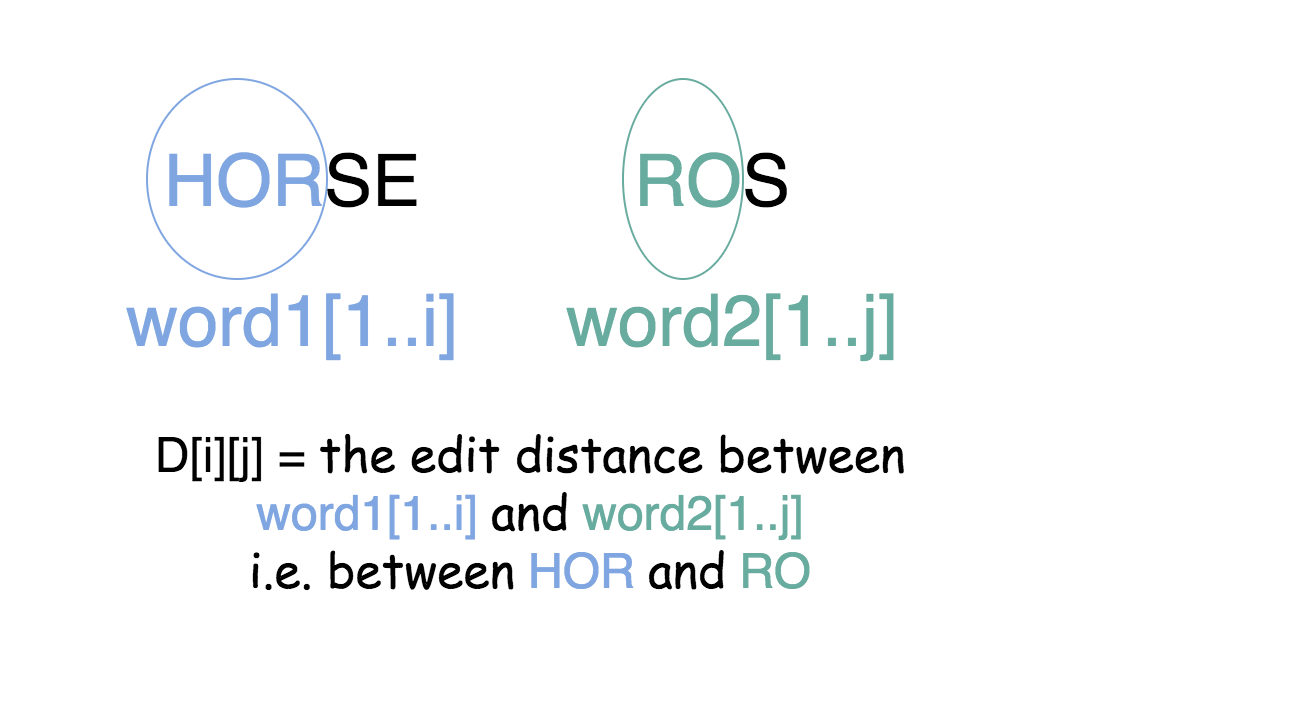 HORSE ROS
word1[1..i] word2[1..j]
D[i][j] = the edit distance between
word1[1..i] and word2[1..j]
i.e. between HOR and RO